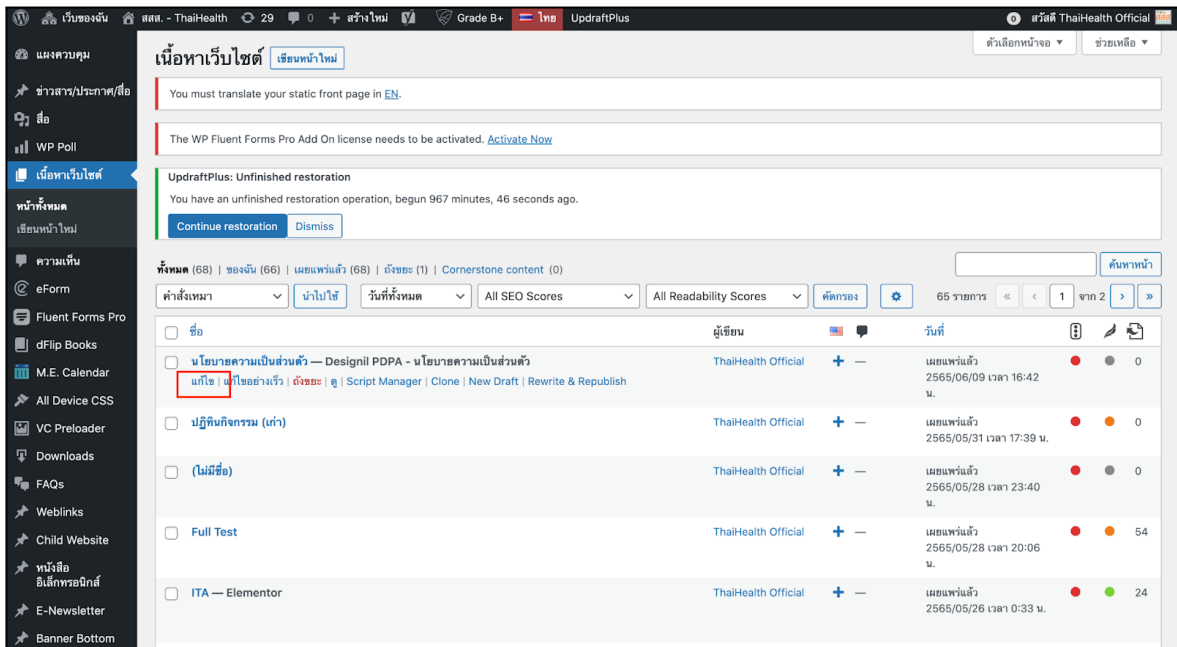 เว็บของฉัน สสส. - ThaiHealth 29 0 + สร้างใหม่ Grade B+ ไทย UpdraftPlus 0 สวัสดี ThaiHealth Official
ตัวเลือกหน้าจอ ▼ ช่วยเหลือ ▼
แผงควบคุม
ข่าวสาร/ประกาศ/สื่อ
สื่อ
WP Poll
เนื้อหาเว็บไซต์
หน้าทั้งหมด
เขียนหน้าใหม่
ความเห็น
eForm
Fluent Forms Pro
dFlip Books
M.E. Calendar
All Device CSS
VC Preloader
Downloads
FAQs
Weblinks
Child Website
หนังสือ
อิเล็กทรอนิกส์
E-Newsletter
Banner Bottom
เนื้อหาเว็บไซต์ เขียนหน้าใหม่
You must translate your static front page in EN.
The WP Fluent Forms Pro Add On license needs to be activated. Activate Now
UpdraftPlus: Unfinished restoration
You have an unfinished restoration operation, begun 967 minutes, 46 seconds ago.
Continue restoration Dismiss
ทั้งหมด (68) | ของฉัน (66) | เผยแพร่แล้ว (68) | ถังขยะ (1) | Cornerstone content (0)
ค้นหาหน้า
คำสั่งเหมา นำไปใช้ วันที่ทั้งหมด All SEO Scores All Readability Scores คัดกรอง 65 รายการ « ‹ 1 จาก 2 › »
ชื่อ ผู้เขียน วันที่
นโยบายความเป็นส่วนตัว — Designil PDPA - นโยบายความเป็นส่วนตัว ThaiHealth Official + — เผยแพร่แล้ว 0
แก้ไข | แก้ไขอย่างเร็ว | ถังขยะ | ดู | Script Manager | Clone | New Draft | Rewrite & Republish 2565/06/09 เวลา 16:42
น.
ปฏิทินกิจกรรม (เก่า) ThaiHealth Official + — เผยแพร่แล้ว 0
2565/05/31 เวลา 17:39 น.
(ไม่มีชื่อ) ThaiHealth Official + — เผยแพร่แล้ว 0
2565/05/28 เวลา 23:40
น.
Full Test ThaiHealth Official + — เผยแพร่แล้ว 54
2565/05/28 เวลา 20:06
น.
ITA — Elementor ThaiHealth Official + — เผยแพร่แล้ว 24
2565/05/26 เวลา 0:33 น.